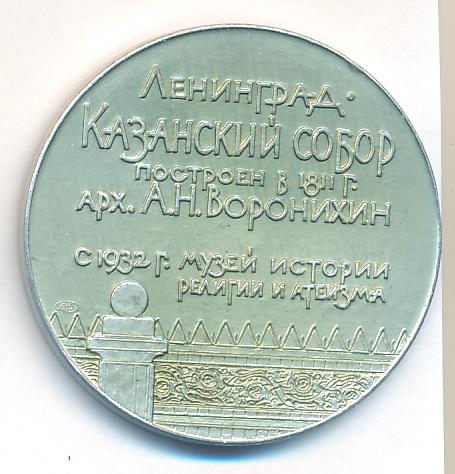 Ленинград.
Казанский собор
построен в 1811 г.
арх. А.Н. Воронихин
с 1932 г. музей истории
религии и атеизма